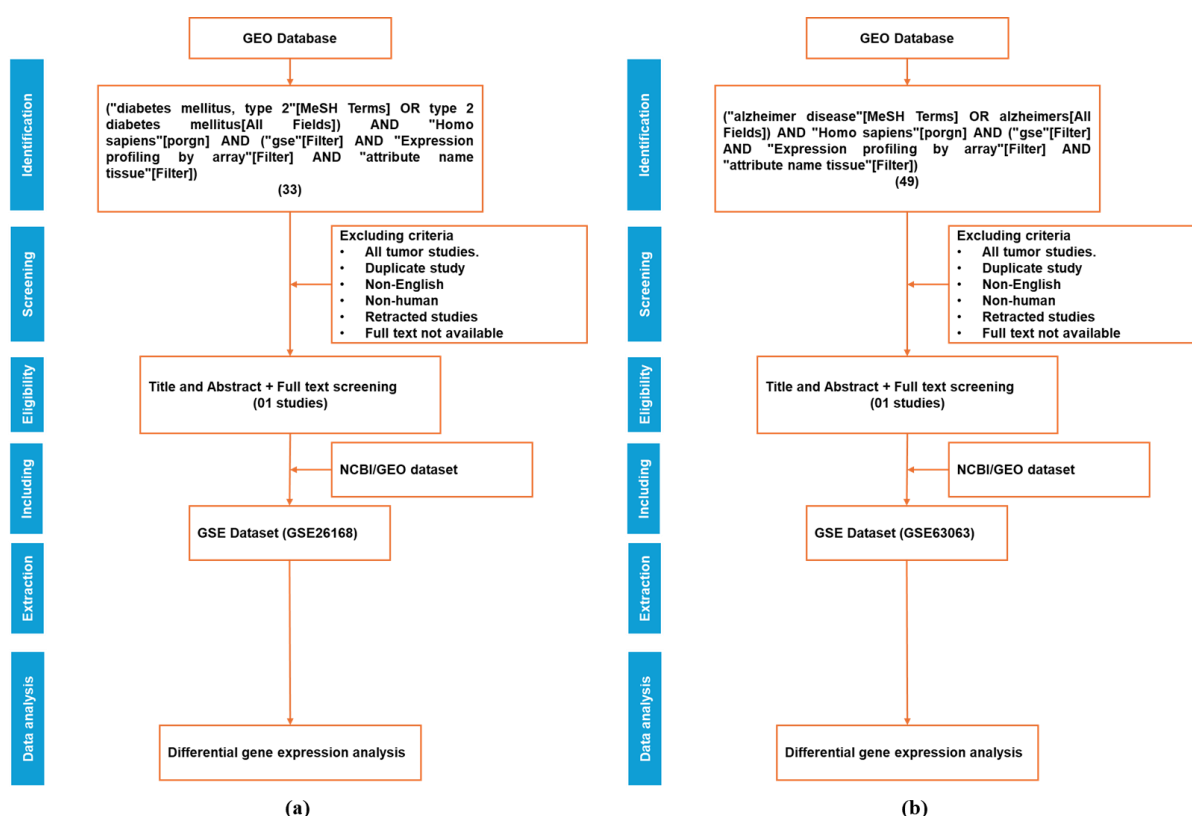 GEO Database
Identification
("diabetes mellitus, type 2"[MeSH Terms] OR type 2
diabetes mellitus[All Fields]) AND "Homo
sapiens"[porgn] AND ("gse"[Filter] AND "Expression
profiling by array"[Filter] AND "attribute name
tissue"[Filter])
(33)
Screening
Excluding criteria
• All tumor studies.
• Duplicate study
• Non-English
• Non-human
• Retracted studies
• Full text not available
Eligibility
Title and Abstract + Full text screening
(01 studies)
Including
NCBI/GEO dataset
GSE Dataset (GSE26168)
Extraction
Data analysis
Differential gene expression analysis
(a)
GEO Database
Identification
("alzheimer disease"[MeSH Terms] OR alzheimers[All
Fields]) AND "Homo sapiens"[porgn] AND ("gse"[Filter]
AND "Expression profiling by array"[Filter] AND
"attribute name tissue"[Filter])
(49)
Screening
Excluding criteria
• All tumor studies.
• Duplicate study
• Non-English
• Non-human
• Retracted studies
• Full text not available
Eligibility
Title and Abstract + Full text screening
(01 studies)
Including
NCBI/GEO dataset
GSE Dataset (GSE63063)
Extraction
Data analysis
Differential gene expression analysis
(b)